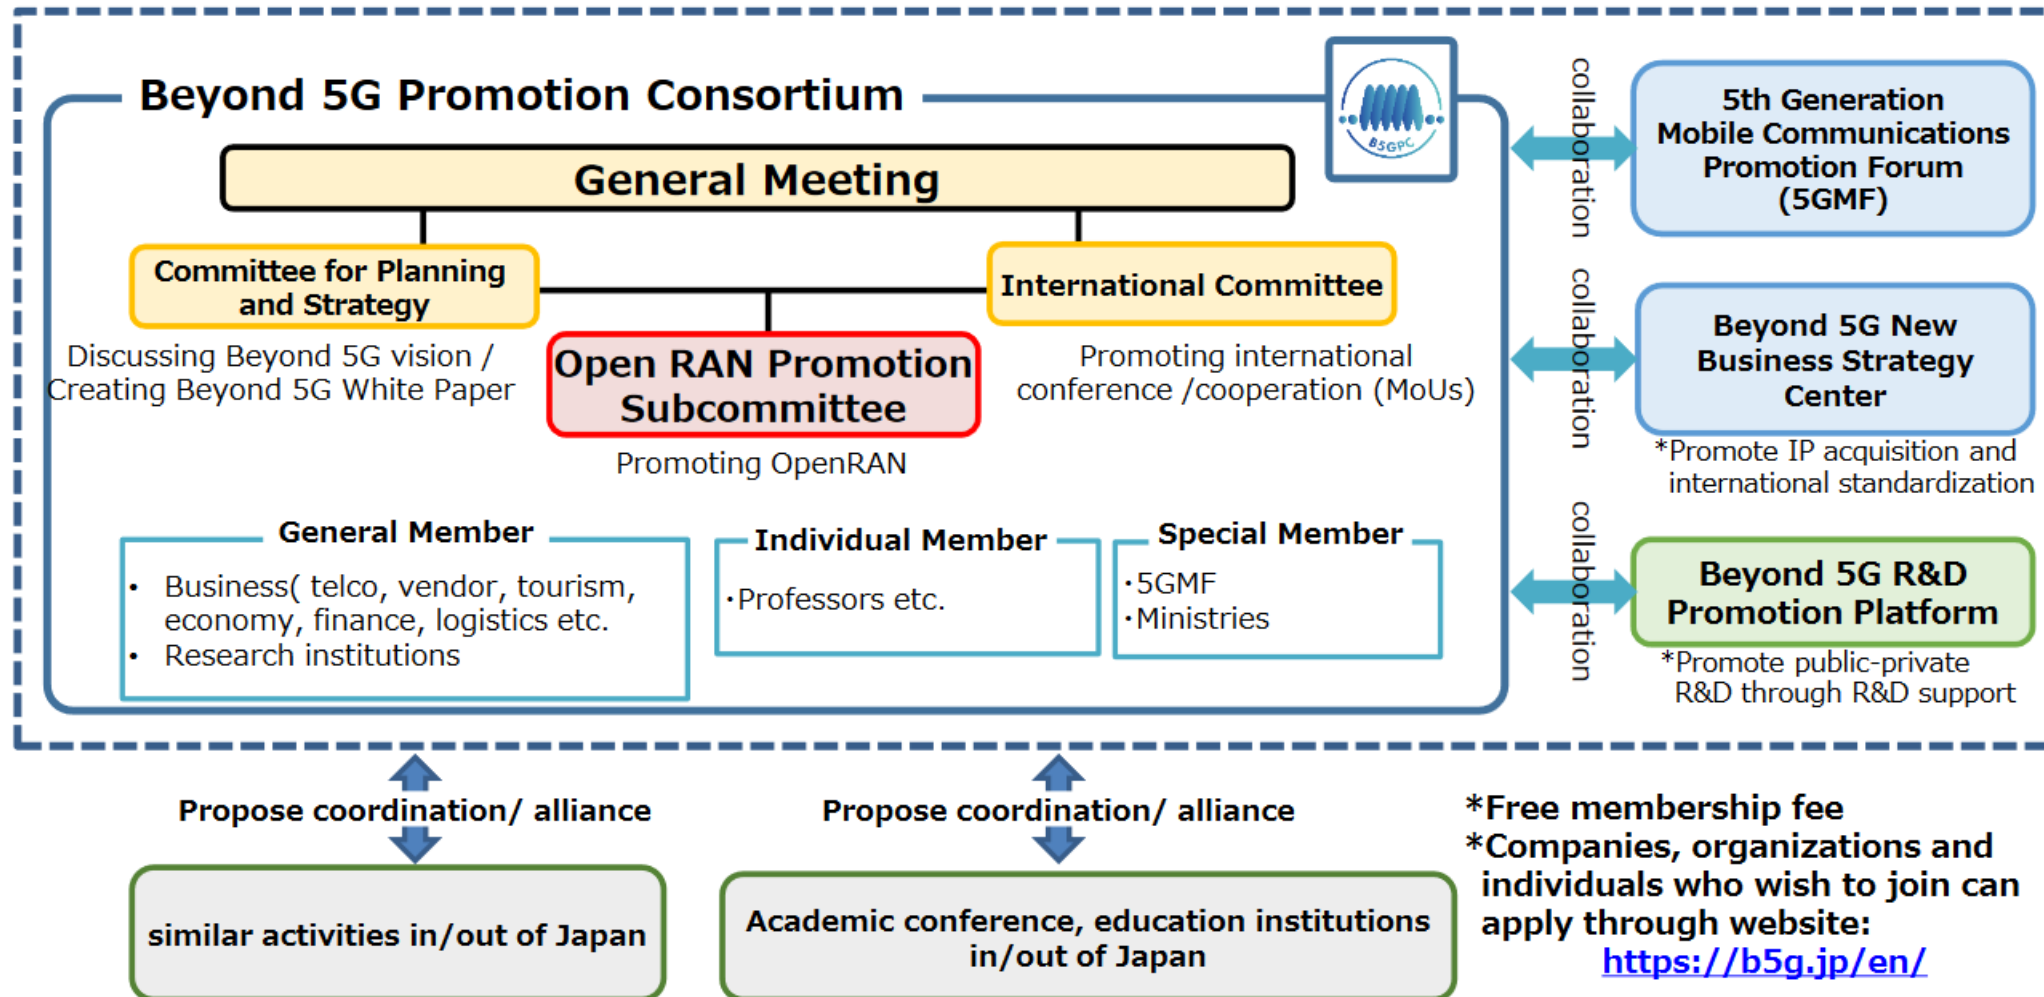 Beyond 5G Promotion Consortium
B5GPC
General Meeting
Committee for Planning
and Strategy
International Committee
Discussing Beyond 5G vision /
Creating Beyond 5G White Paper
Open RAN Promotion
Subcommittee
Promoting OpenRAN
Promoting international
conference /cooperation (MoUs)
General Member
• Business( telco, vendor, tourism,
economy, finance, logistics etc.
• Research institutions
Individual Member
・Professors etc.
Special Member
・5GMF
・Ministries
collaboration
5th Generation
Mobile Communications
Promotion Forum
(5GMF)
collaboration
Beyond 5G New
Business Strategy
Center
*Promote IP acquisition and
international standardization
collaboration
Beyond 5G R&D
Promotion Platform
*Promote public-private
R&D through R&D support
Propose coordination/ alliance
Propose coordination/ alliance
similar activities in/out of Japan
Academic conference, education institutions
in/out of Japan
*Free membership fee
*Companies, organizations and
individuals who wish to join can
apply through website:
https://b5g.jp/en/